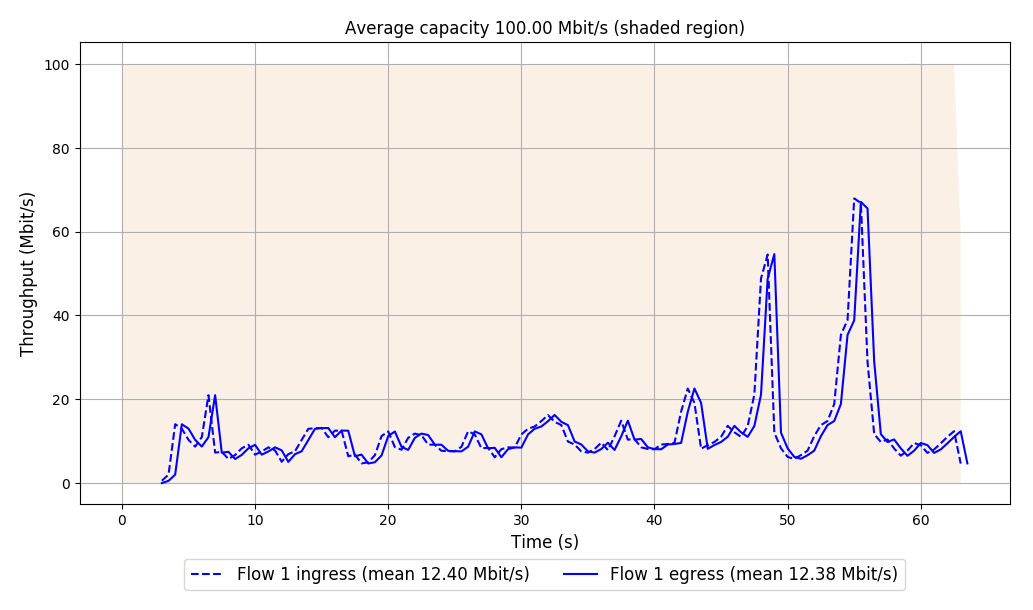 Average capacity 100.00 Mbit/s (shaded region)
Throughput (Mbit/s)
100
80
60
40
20
0
0 10 20 30 40 50 60
Time (s)
Flow 1 ingress (mean 12.40 Mbit/s) Flow 1 egress (mean 12.38 Mbit/s)